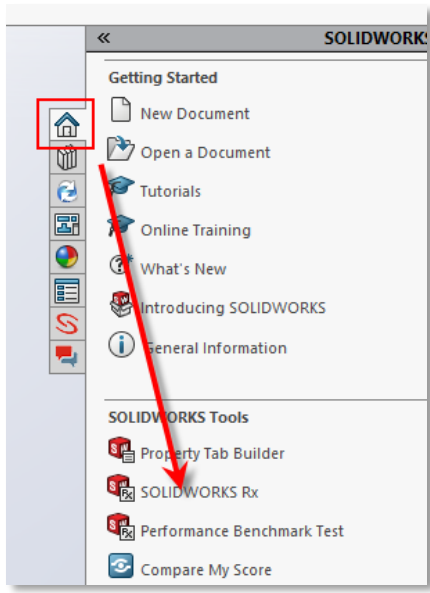 « SOLIDWORKS
Getting Started
New Document
Open a Document
Tutorials
Online Training
What's New
Introducing SOLIDWORKS
General Information
SOLIDWORKS Tools
Property Tab Builder
SOLIDWORKS Rx
Performance Benchmark Test
Compare My Score